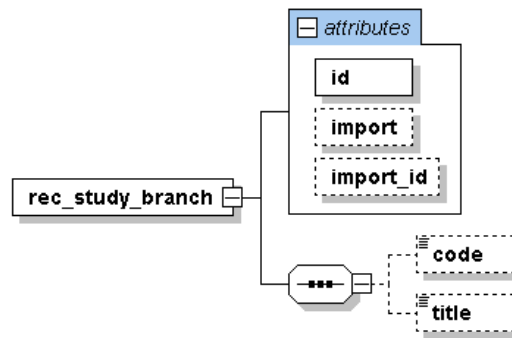 attributes
id
import
import_id
rec_study_branch
code
title